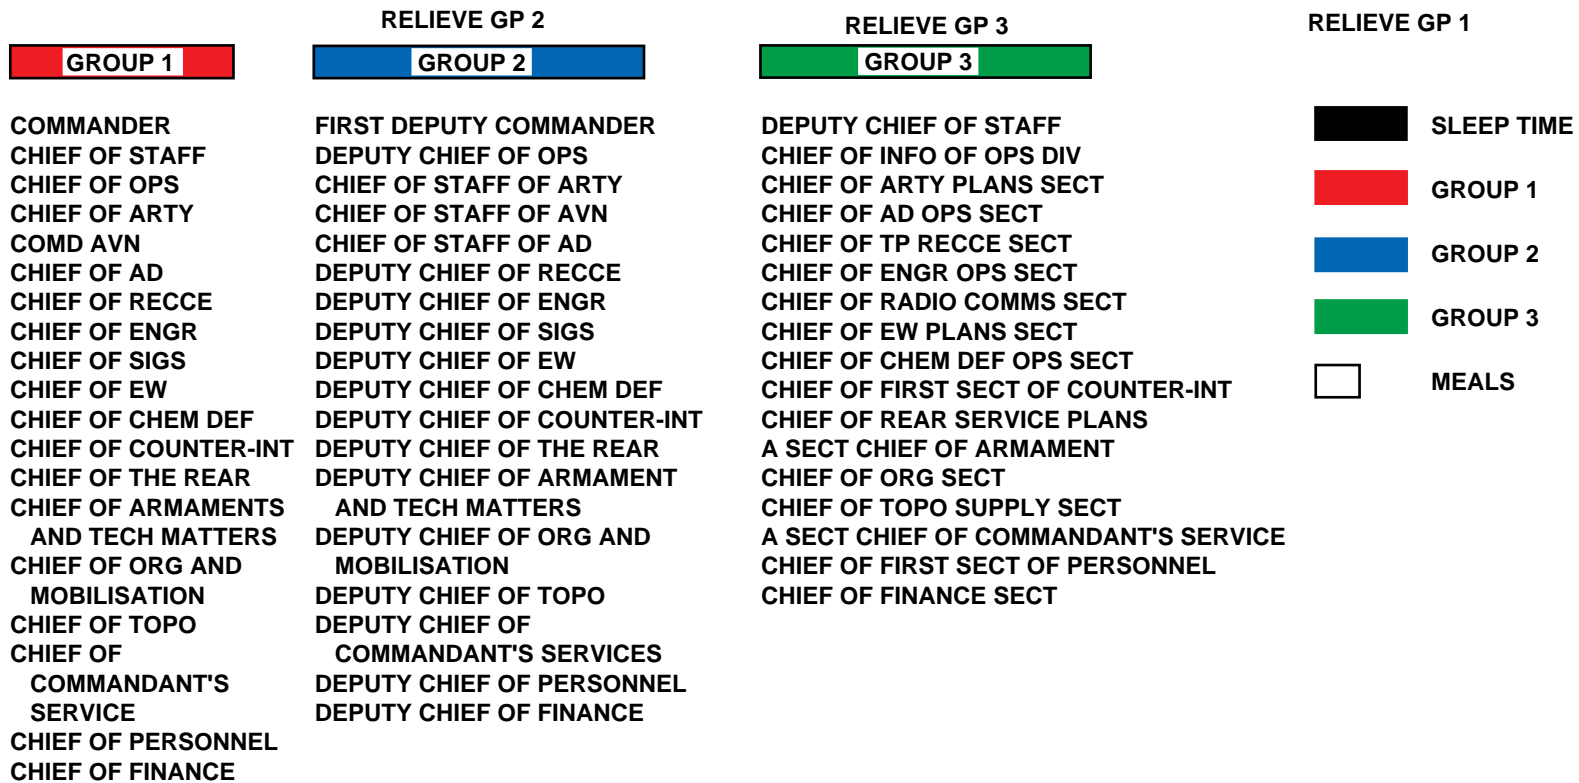 RELIEVE GP 2
RELIEVE GP 3
RELIEVE GP 1
GROUP 1
COMMANDER
CHIEF OF STAFF
CHIEF OF OPS
CHIEF OF ARTY
COMD AVN
CHIEF OF AD
CHIEF OF RECCE
CHIEF OF ENGR
CHIEF OF SIGS
CHIEF OF EW
CHIEF OF CHEM DEF
CHIEF OF COUNTER-INT
CHIEF OF THE REAR
CHIEF OF ARMAMENTS
AND TECH MATTERS
CHIEF OF ORG AND
MOBILISATION
CHIEF OF TOPO
CHIEF OF
COMMANDANT'S
SERVICE
CHIEF OF PERSONNEL
CHIEF OF FINANCE
GROUP 2
FIRST DEPUTY COMMANDER
DEPUTY CHIEF OF OPS
CHIEF OF STAFF OF ARTY
CHIEF OF STAFF OF AVN
CHIEF OF STAFF OF AD
DEPUTY CHIEF OF RECCE
DEPUTY CHIEF OF ENGR
DEPUTY CHIEF OF SIGS
DEPUTY CHIEF OF EW
DEPUTY CHIEF OF CHEM DEF
DEPUTY CHIEF OF COUNTER-INT
DEPUTY CHIEF OF THE REAR
DEPUTY CHIEF OF ARMAMENT
AND TECH MATTERS
DEPUTY CHIEF OF ORG AND
MOBILISATION
DEPUTY CHIEF OF TOPO
DEPUTY CHIEF OF
COMMANDANT'S SERVICES
DEPUTY CHIEF OF PERSONNEL
DEPUTY CHIEF OF FINANCE
GROUP 3
DEPUTY CHIEF OF STAFF
CHIEF OF INFO OF OPS DIV
CHIEF OF ARTY PLANS SECT
CHIEF OF AD OPS SECT
CHIEF OF TP RECCE SECT
CHIEF OF ENGR OPS SECT
CHIEF OF RADIO COMMS SECT
CHIEF OF EW PLANS SECT
CHIEF OF CHEM DEF OPS SECT
CHIEF OF FIRST SECT OF COUNTER-INT
CHIEF OF REAR SERVICE PLANS
A SECT CHIEF OF ARMAMENT
CHIEF OF ORG SECT
CHIEF OF TOPO SUPPLY SECT
A SECT CHIEF OF COMMANDANT'S SERVICE
CHIEF OF FIRST SECT OF PERSONNEL
CHIEF OF FINANCE SECT
SLEEP TIME
GROUP 1
GROUP 2
GROUP 3
MEALS